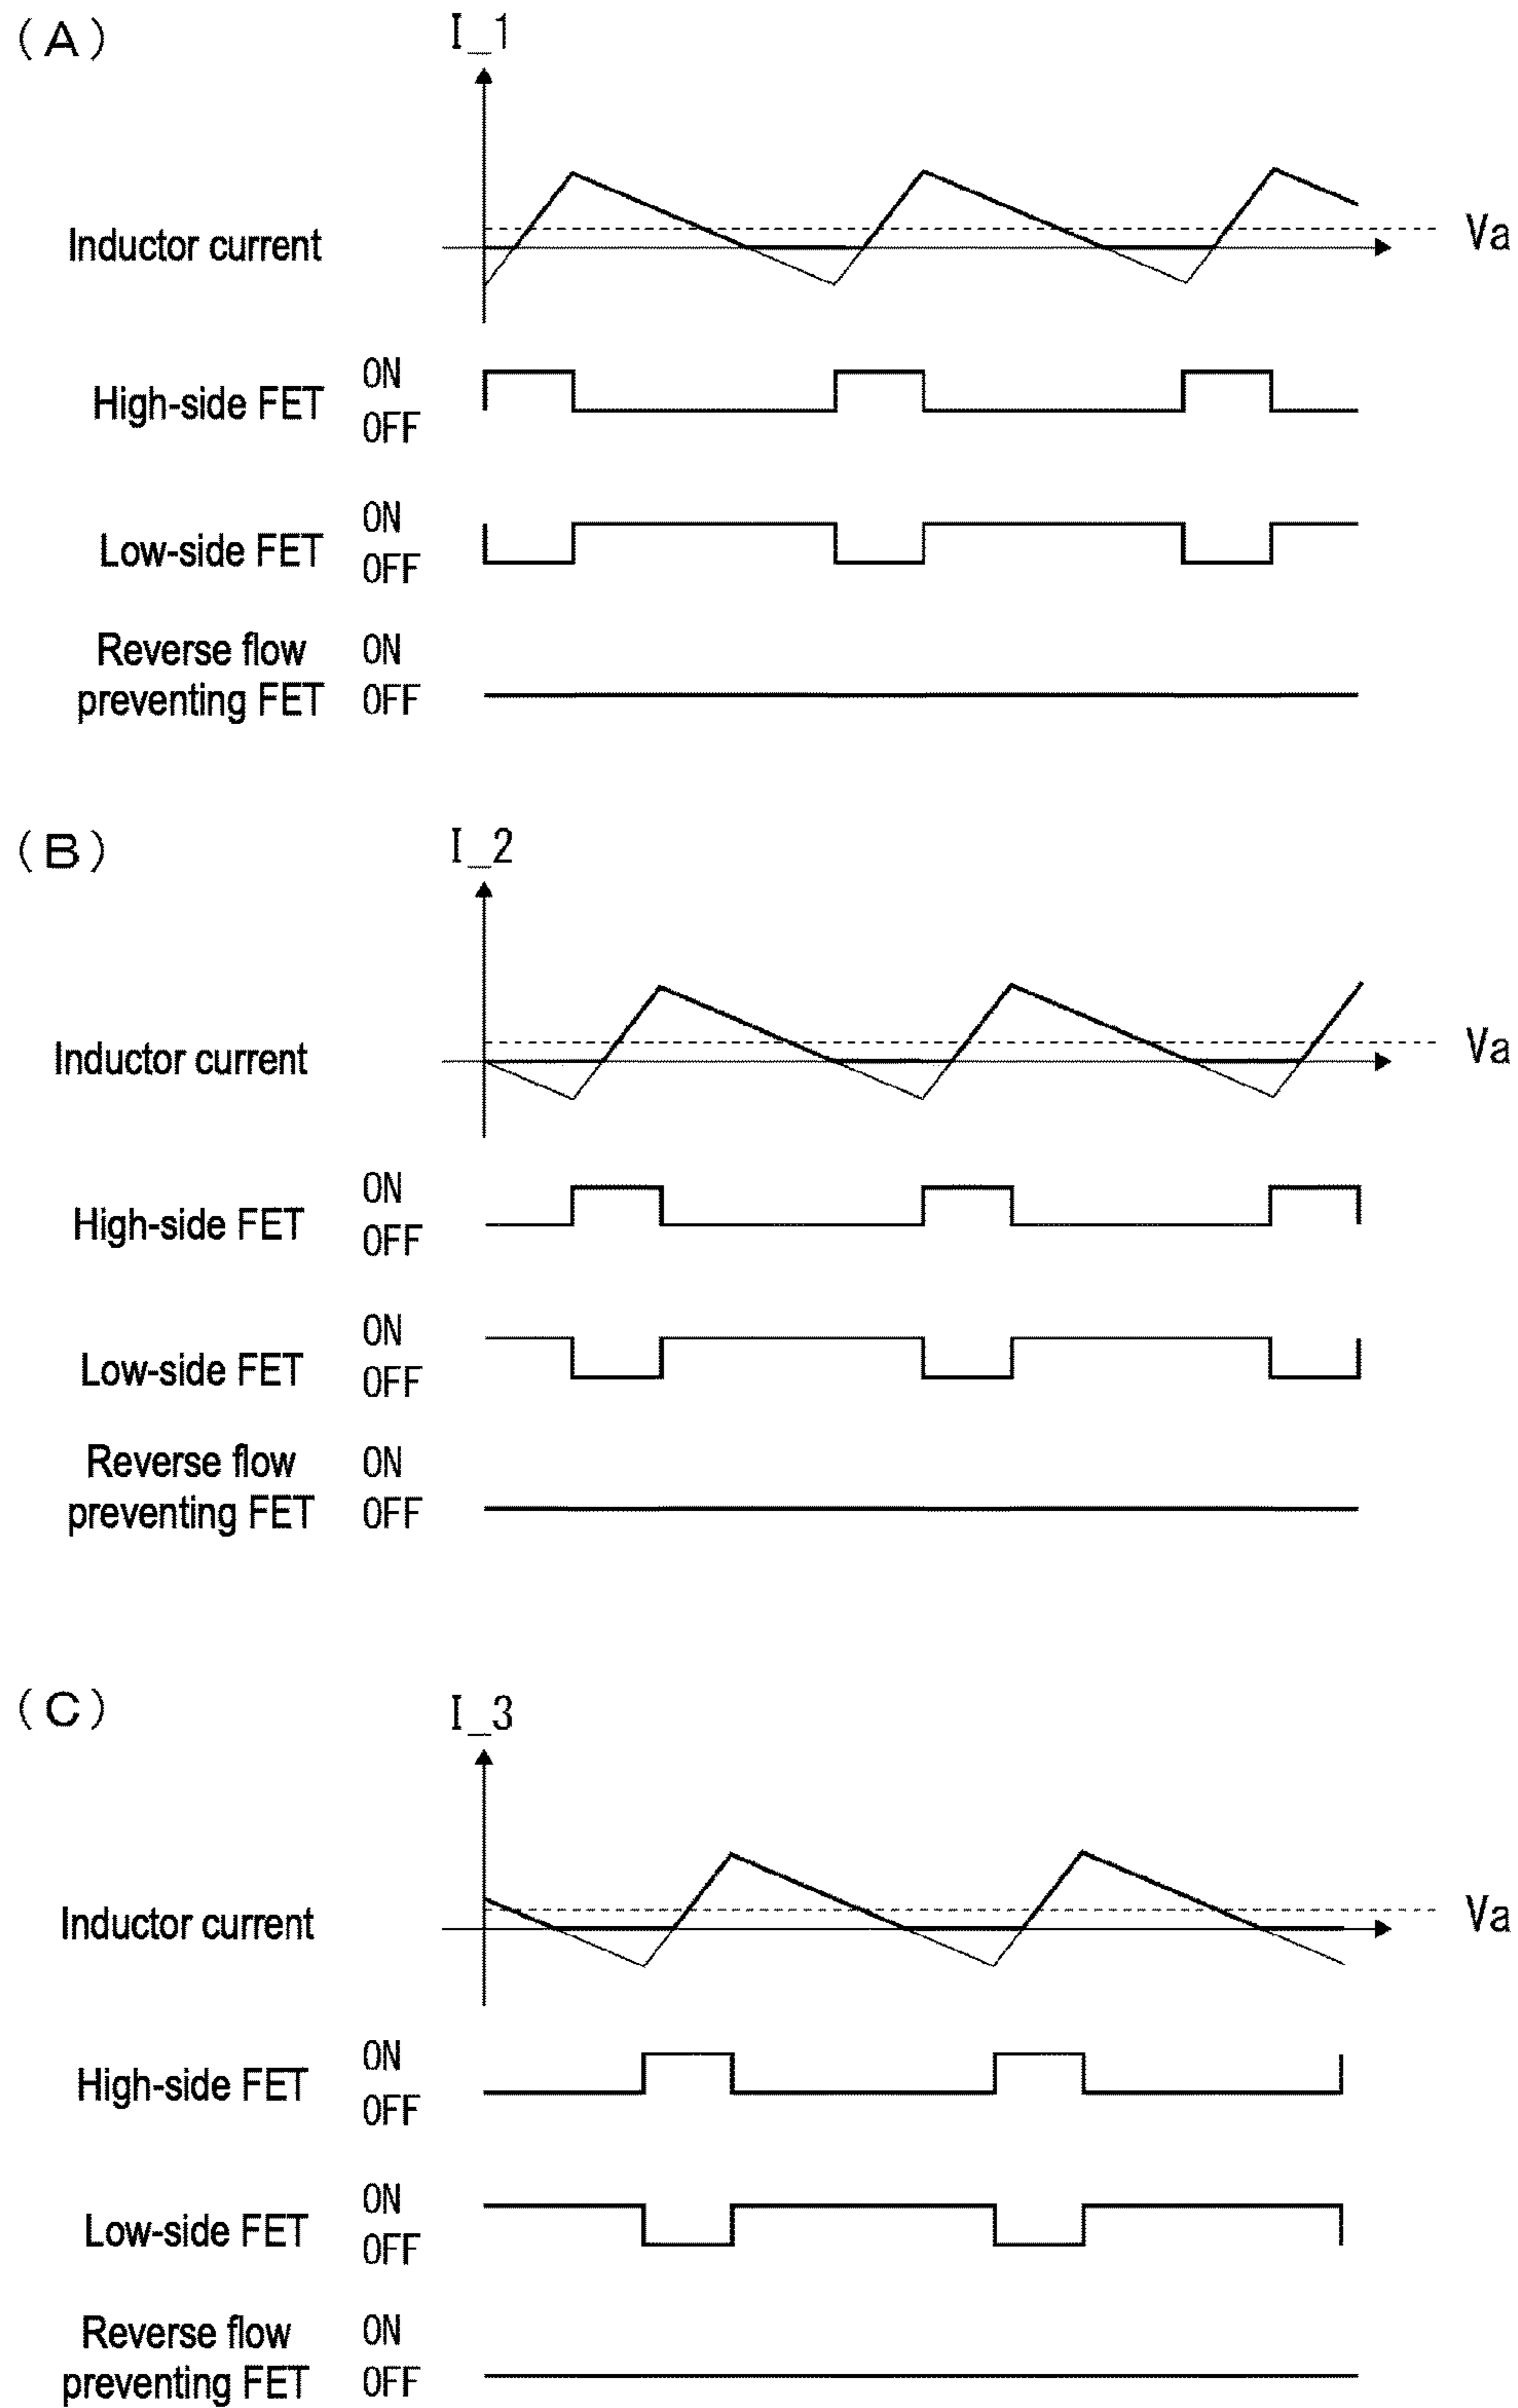 (A)
I_1
Inductor current
Va
High-side FET
ON
OFF
Low-side FET
ON
OFF
Reverse flow
preventing FET
ON
OFF
(B)
I_2
Inductor current
Va
High-side FET
ON
OFF
Low-side FET
ON
OFF
Reverse flow
preventing FET
ON
OFF
(C)
I_3
Inductor current
Va
High-side FET
ON
OFF
Low-side FET
ON
OFF
Reverse flow
preventing FET
ON
OFF